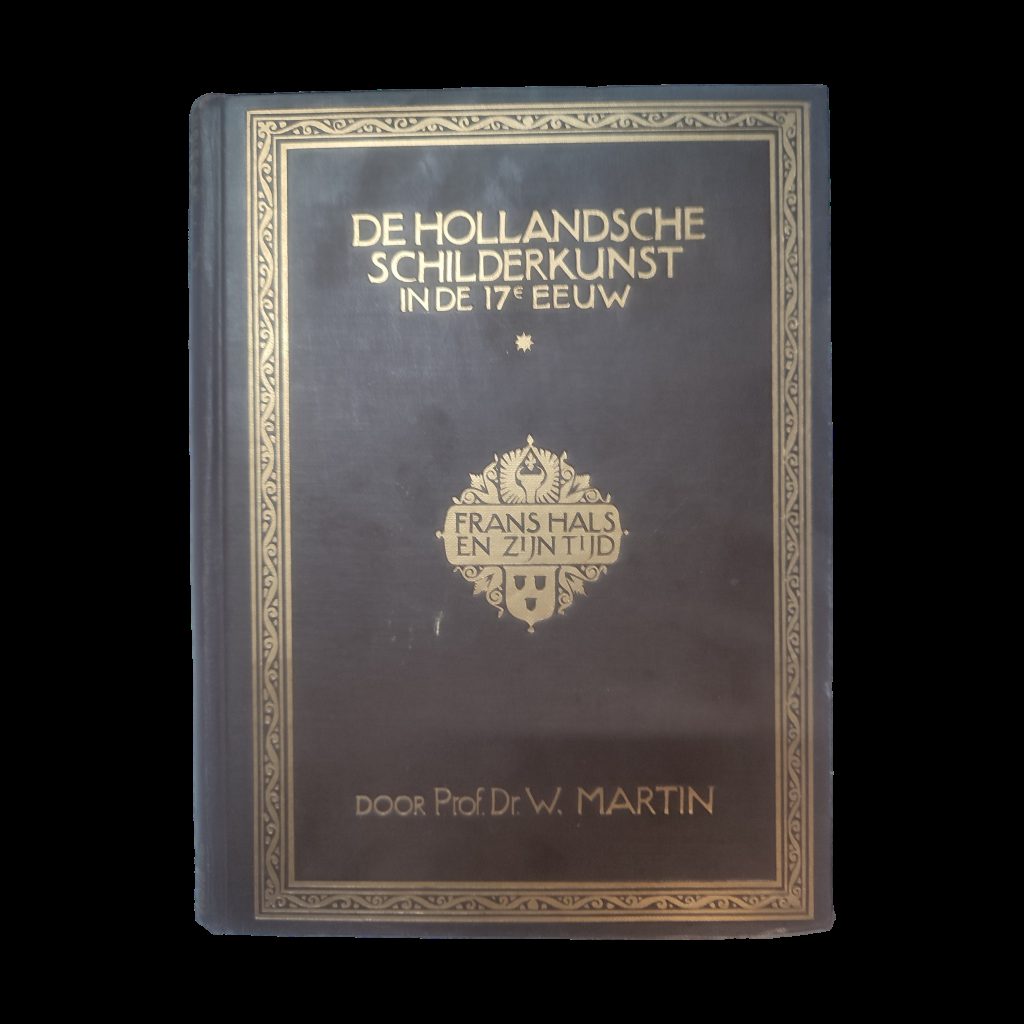 DE HOLLANDSCHE
SCHILDERKUNST
IN DE 17E EEUW
FRANS HALS
EN ZIJN TIJD
DOOR Prof. Dr. W. MARTIN